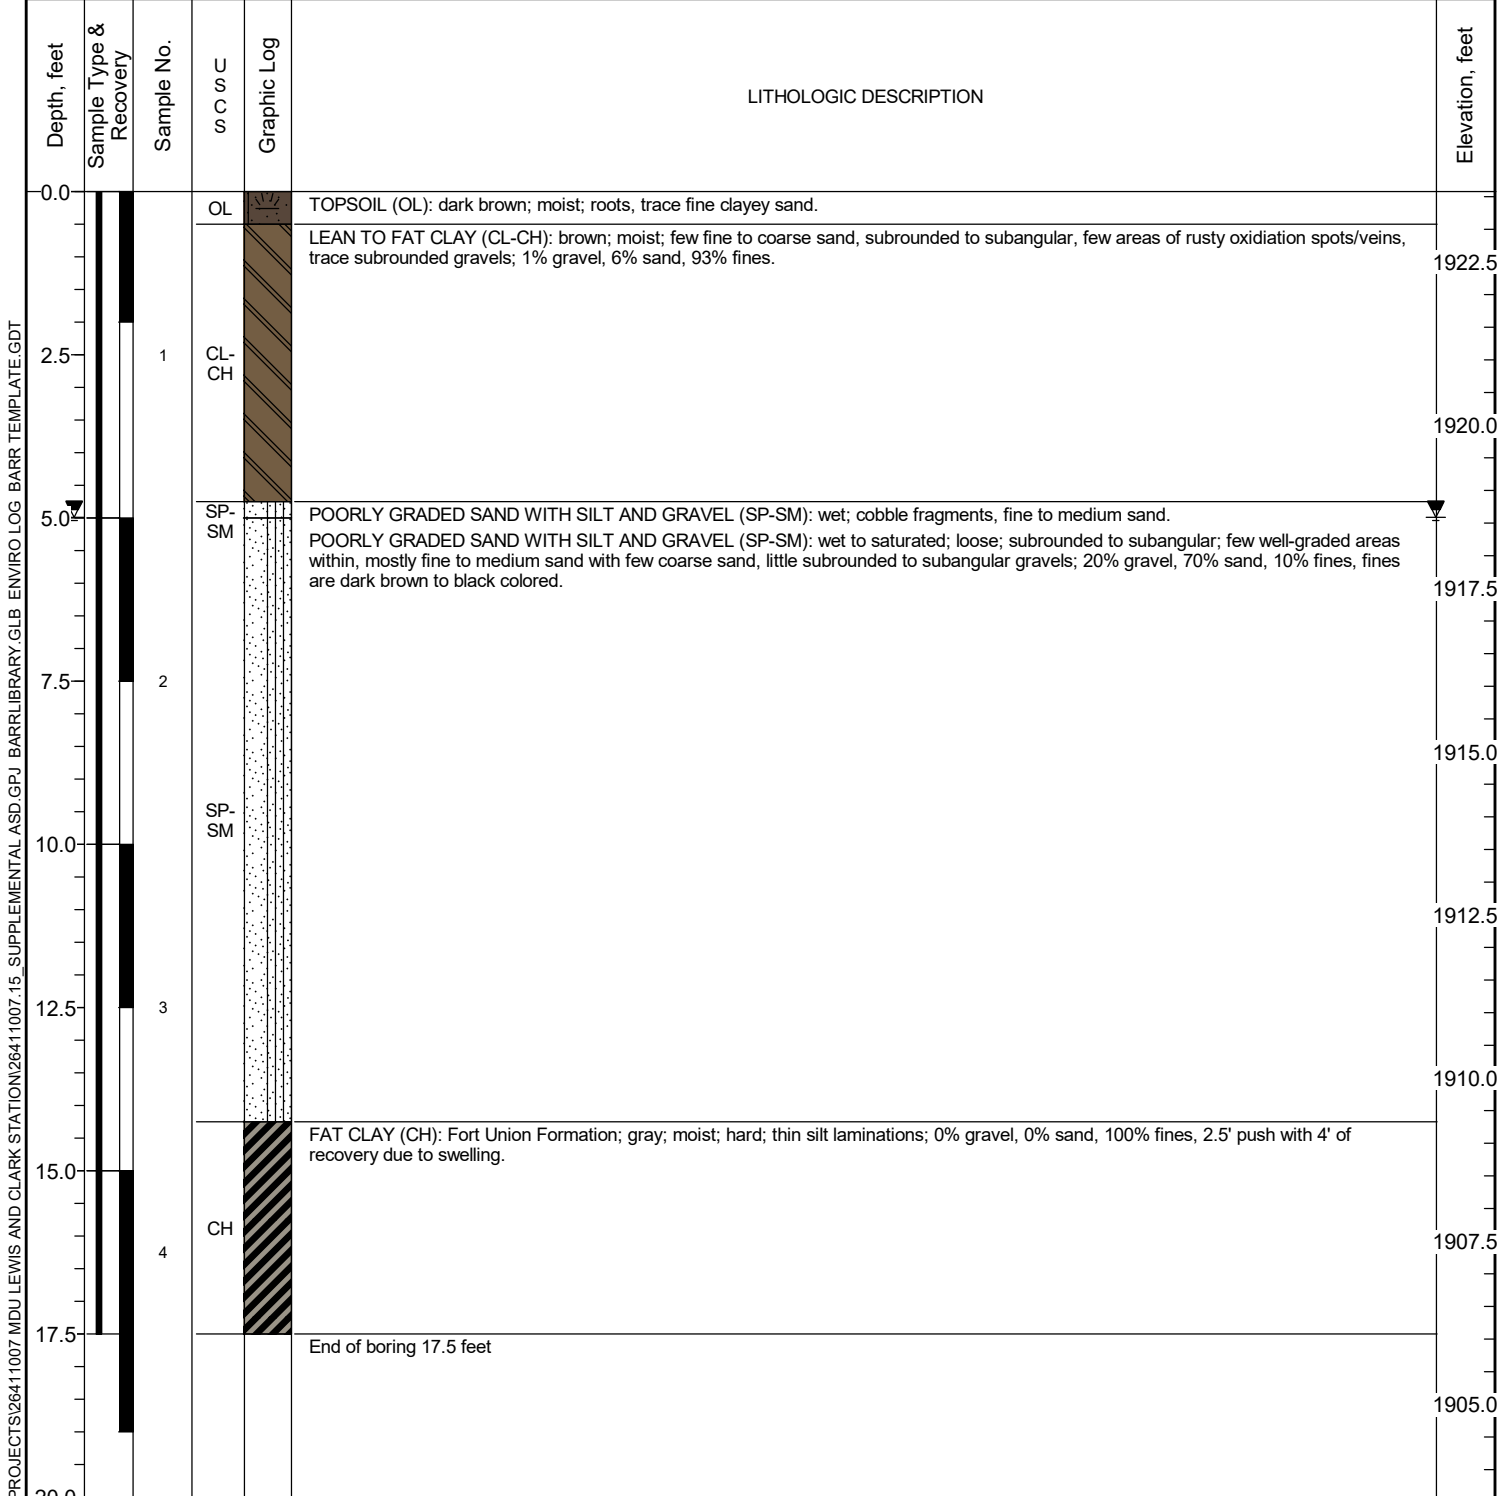 Depth, feet
Sample Type &
Recovery
Sample No.
U
S
C
S
Graphic Log
LITHOLOGIC DESCRIPTION
Elevation, feet
0.0
OL
TOPSOIL (OL): dark brown; moist; roots, trace fine clayey sand.
LEAN TO FAT CLAY (CL-CH): brown; moist; few fine to coarse sand, subrounded to subangular, few areas of rusty oxidiation spots/veins,
trace subrounded gravels; 1% gravel, 6% sand, 93% fines.
1922.5
2.5
1
CL-
CH
1920.0
5.0
SP-
SM
POORLY GRADED SAND WITH SILT AND GRAVEL (SP-SM): wet; cobble fragments, fine to medium sand.
POORLY GRADED SAND WITH SILT AND GRAVEL (SP-SM): wet to saturated; loose; subrounded to subangular; few well-graded areas
within, mostly fine to medium sand with few coarse sand, little subrounded to subangular gravels; 20% gravel, 70% sand, 10% fines, fines
are dark brown to black colored.
1917.5
7.5
2
1915.0
SP-
SM
10.0
1912.5
12.5
3
1910.0
FAT CLAY (CH): Fort Union Formation; gray; moist; hard; thin silt laminations; 0% gravel, 0% sand, 100% fines, 2.5' push with 4' of
recovery due to swelling.
15.0
CH
4
1907.5
17.5
End of boring 17.5 feet
1905.0
20.0
PROJECTS\26411007 MDU LEWIS AND CLARK STATION\26411007.15_SUPPLEMENTAL ASD.GPJ BARRLIBRARY.GLB ENVIRO LOG BARR TEMPLATE.GDT